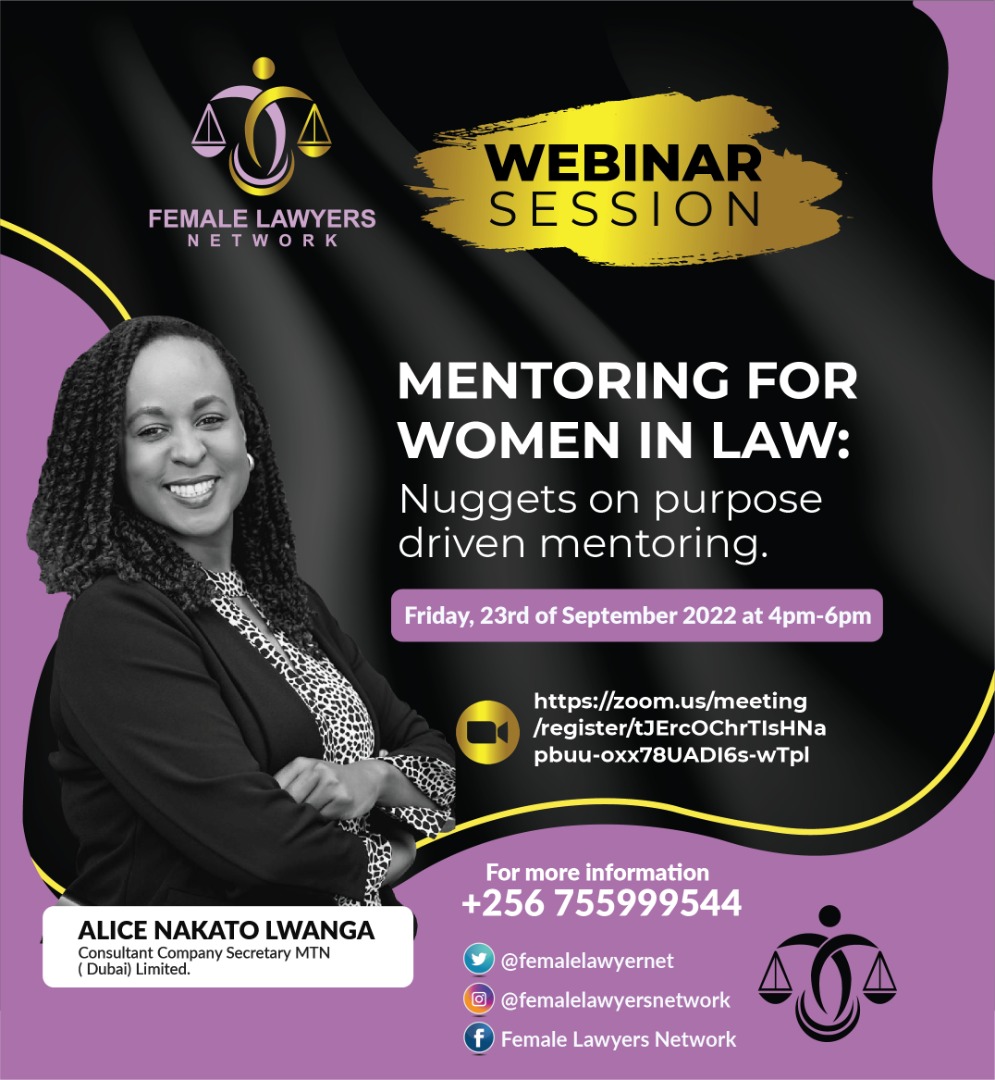 FEMALE LAWYERS
NETWORK
WEBINAR
SESSION
MENTORING FOR
WOMEN IN LAW:
Nuggets on purpose
driven mentoring.
Friday, 23rd of September 2022 at 4pm-6pm
https://zoom.us/meeting
/register/tJErcOChrTIsHNa
pbuu-oxx78UADI6s-wTpl
ALICE NAKATO LWANGA
Consultant Company Secretary MTN
( Dubai) Limited.
For more information
+256 755999544
@femalelawyernet
@femalelawyersnetwork
Female Lawyers Network